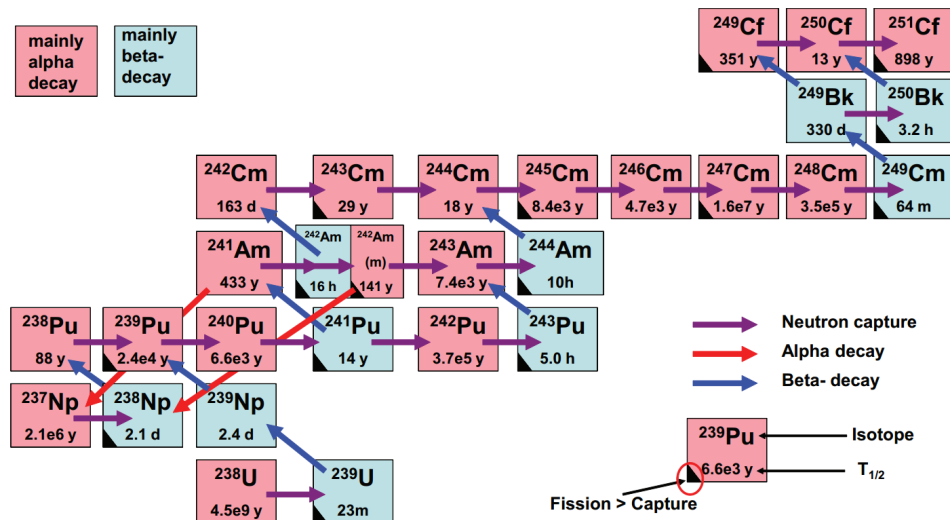 mainly
alpha
decay
mainly
beta-
decay
249Cf
351 y
250Cf
13 y
251Cf
898 y
249Bk
330 d
250Bk
3.2 h
242Cm
163 d
243Cm
29 y
244Cm
18 y
245Cm
8.4e3 y
246Cm
4.7e3 y
247Cm
1.6e7 y
248Cm
3.5e5 y
249Cm
64 m
241Am
433 y
242Am
16 h
242Am
(m)
141 y
243Am
7.4e3 y
244Am
10h
238Pu
88 y
239Pu
2.4e4 y
240Pu
6.6e3 y
241Pu
14 y
242Pu
3.7e5 y
243Pu
5.0 h
237Np
2.1e6 y
238Np
2.1 d
239Np
2.4 d
238U
4.5e9 y
239U
23m
Neutron capture
Alpha decay
Beta- decay
239Pu
6.6e3 y
Isotope
T1/2
Fission > Capture